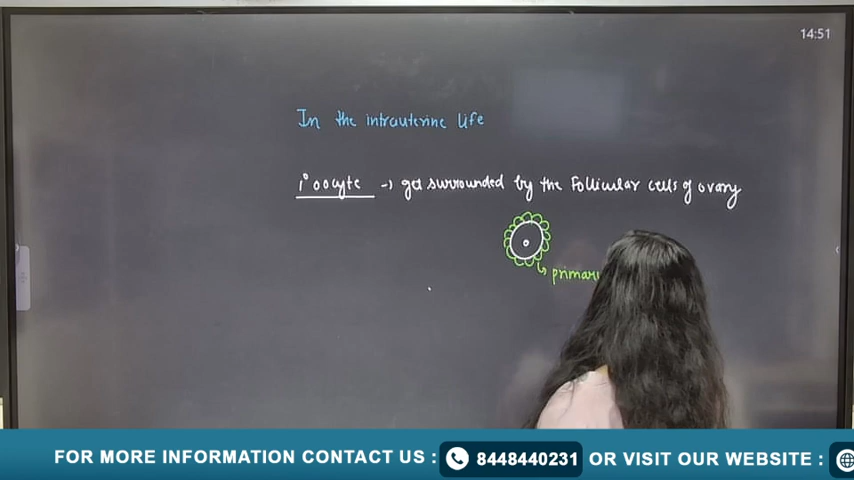 14:51
In the intrauterine life
1° oocyte → get surrounded by the Follicular cells of ovary
primary
FOR MORE INFORMATION CONTACT US : 8448440231 OR VISIT OUR WEBSITE :